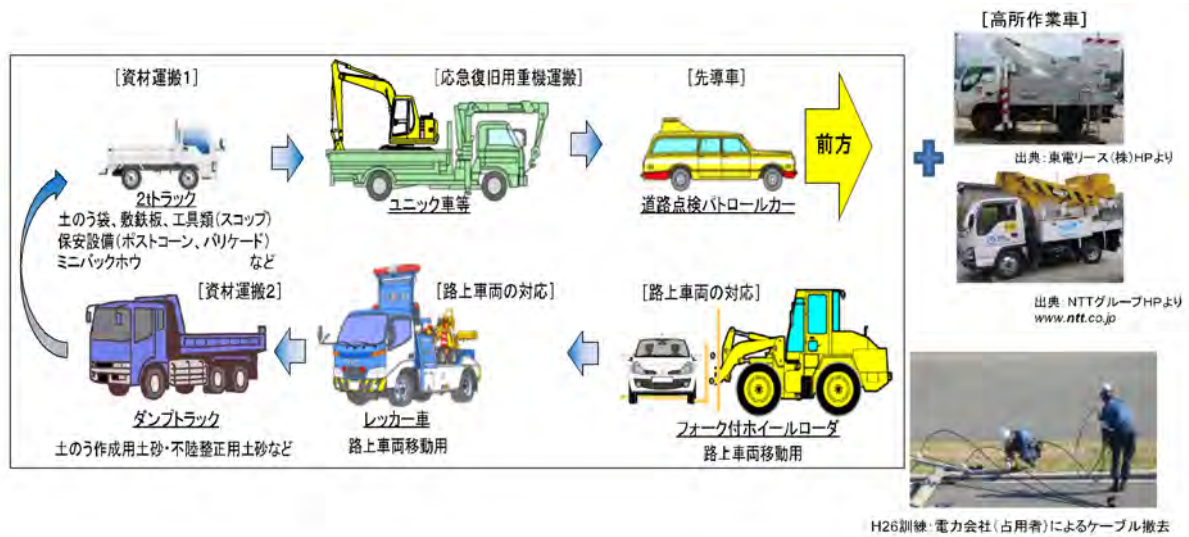 [高所作業車]
[資材運搬1]
[応急復旧用重機運搬]
[先導車]
前方
出典:東電リース(株)HPより
2tトラック
土のう袋、敷鉄板、工具類(スコップ)
保安設備(ポストコーン、バリケード)
ミニバックホウ など
ユニック車等
道路点検パトロールカー
[資材運搬2]
[路上車両の対応]
[路上車両の対応]
出典:NTTグループHPより
www.ntt.co.jp
ダンプトラック
土のう作成用土砂・不陸整正用土砂など
レッカー車
路上車両移動用
フォーク付ホイールローダ
路上車両移動用
H26訓練:電力会社(占用者)によるケーブル撤去